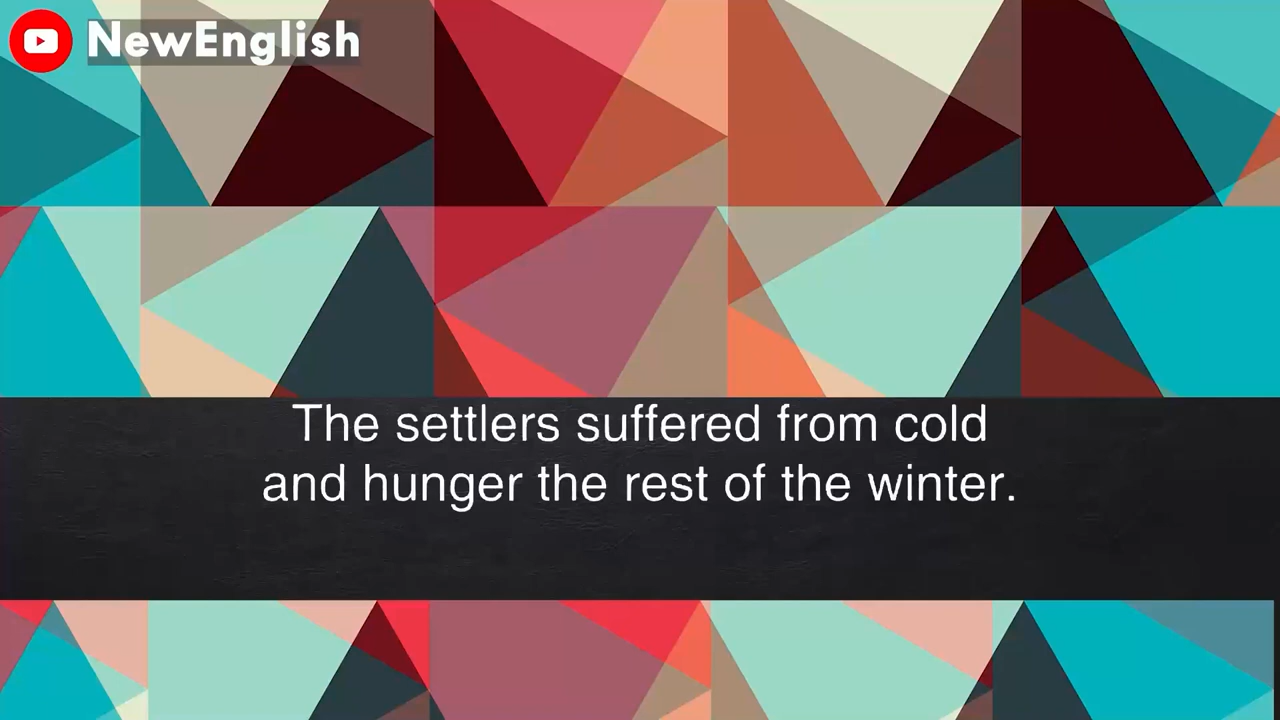 NewEnglish
The settlers suffered from cold
and hunger the rest of the winter.